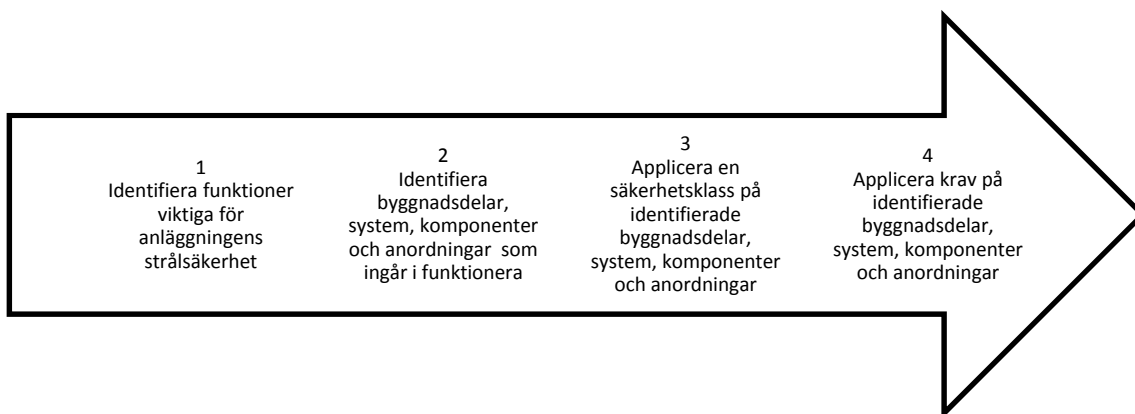 1
Identifiera funktioner
viktiga för
anläggningens
strålsäkerhet
2
Identifiera
byggnadsdelar,
system, komponenter
och anordningar som
ingår i funktionera
3
Applicera en
säkerhetsklass på
identifierade
byggnadsdelar,
system, komponenter
och anordningar
4
Applicera krav på
identifierade
byggnadsdelar,
system, komponenter
och anordningar